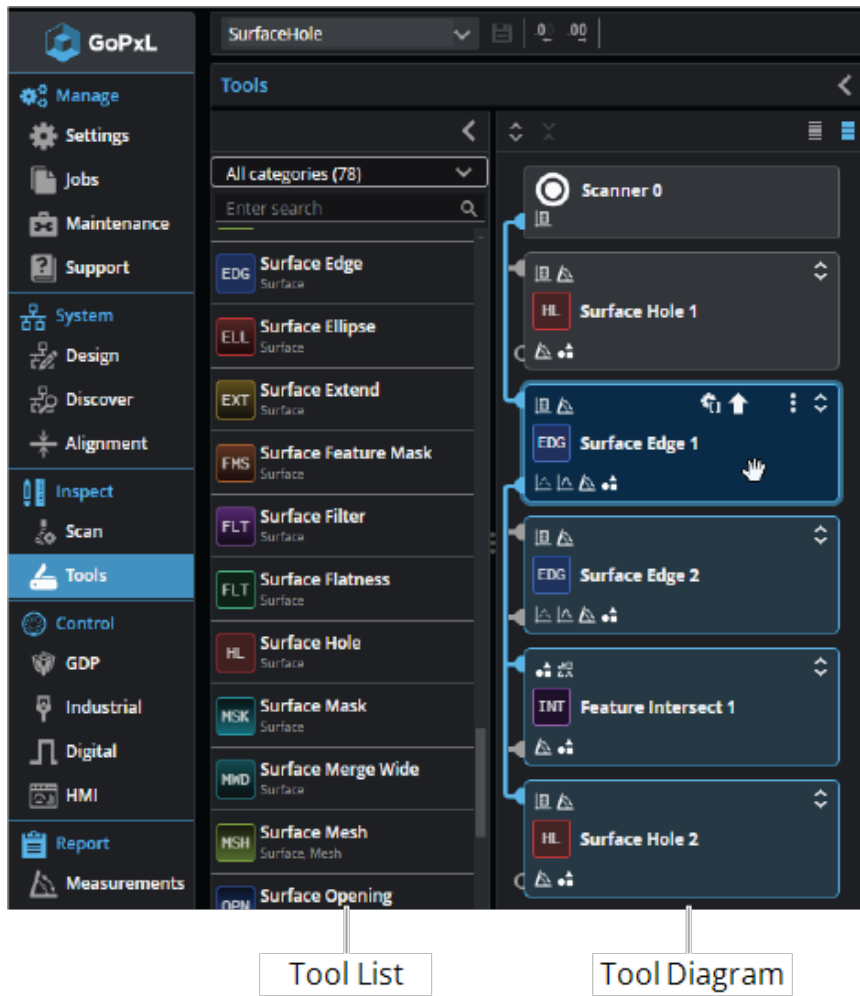 GoPxL
Manage
Settings
Jobs
Maintenance
Support
System
Design
Discover
Alignment
Inspect
Scan
Tools
Control
GDP
Industrial
Digital
HMI
Report
Measurements
SurfaceHole
.0 .00
Tools
All categories (78)
Enter search
EDG Surface Edge
Surface
ELL Surface Ellipse
Surface
EXT Surface Extend
Surface
FMS Surface Feature Mask
Surface
FLT Surface Filter
Surface
FLT Surface Flatness
Surface
HL Surface Hole
Surface
MSK Surface Mask
Surface
MWD Surface Merge Wide
Surface
MSH Surface Mesh
Surface, Mesh
OPN Surface Opening
Scanner 0
HL Surface Hole 1
EDG Surface Edge 1
EDG Surface Edge 2
INT Feature Intersect 1
HL Surface Hole 2
Tool List
Tool Diagram